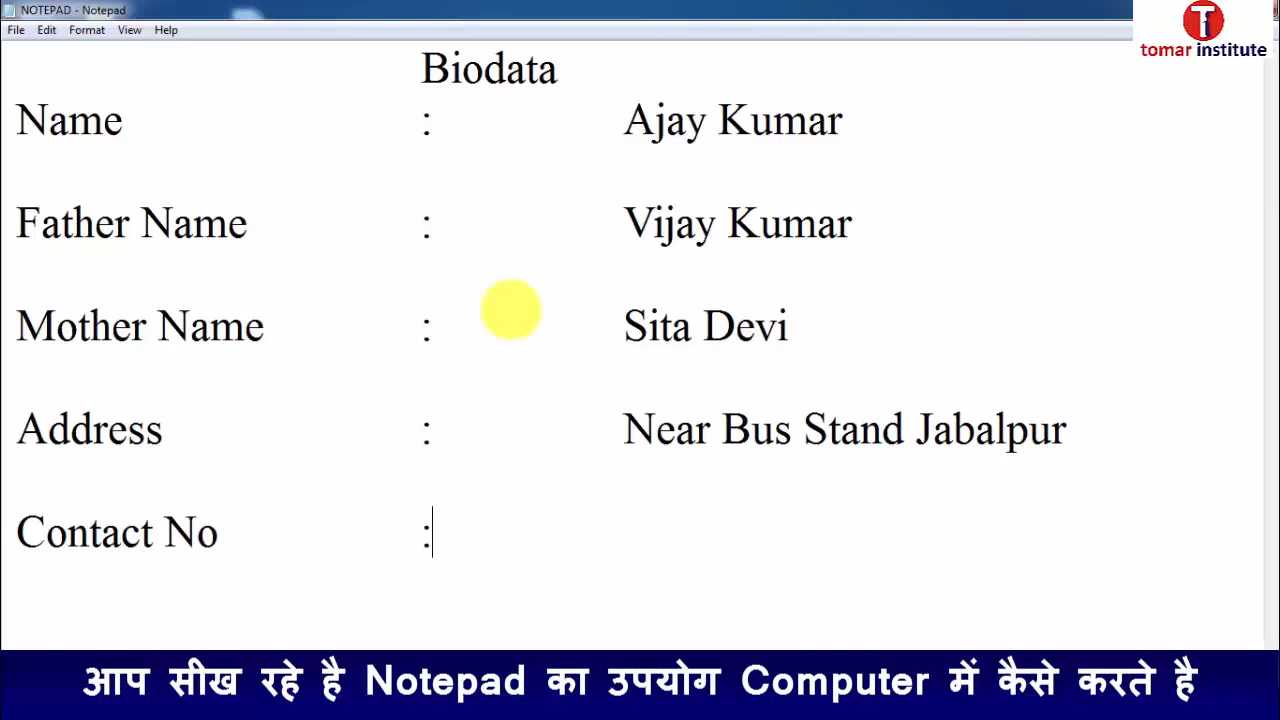 NOTEPAD - Notepad
File Edit Format View Help
T
tomar institute
Biodata
Name : Ajay Kumar
Father Name : Vijay Kumar
Mother Name : Sita Devi
Address : Near Bus Stand Jabalpur
Contact No :
आप सीख रहे है Notepad का उपयोग Computer में कैसे करते है